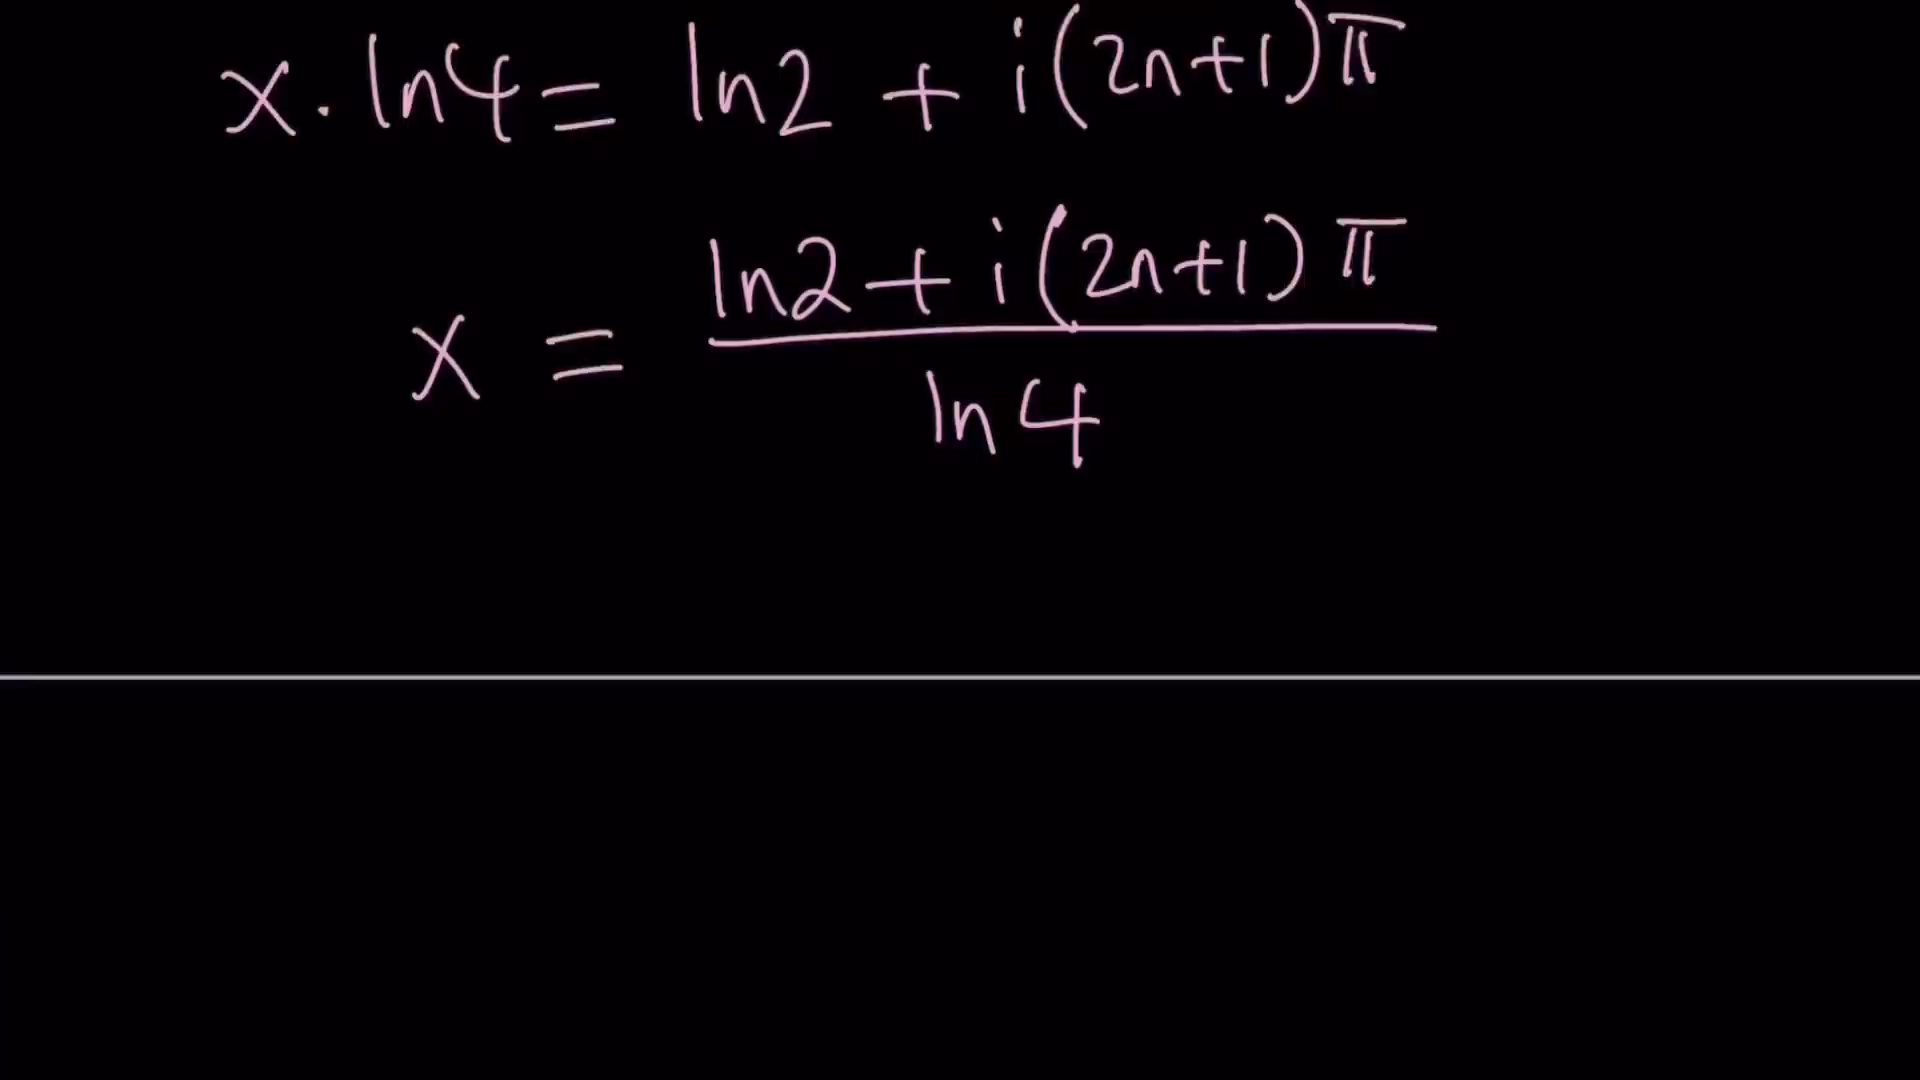 x · ln4 = ln2 + i(2n+1)π
x = ln2 + i(2n+1)π
ln4